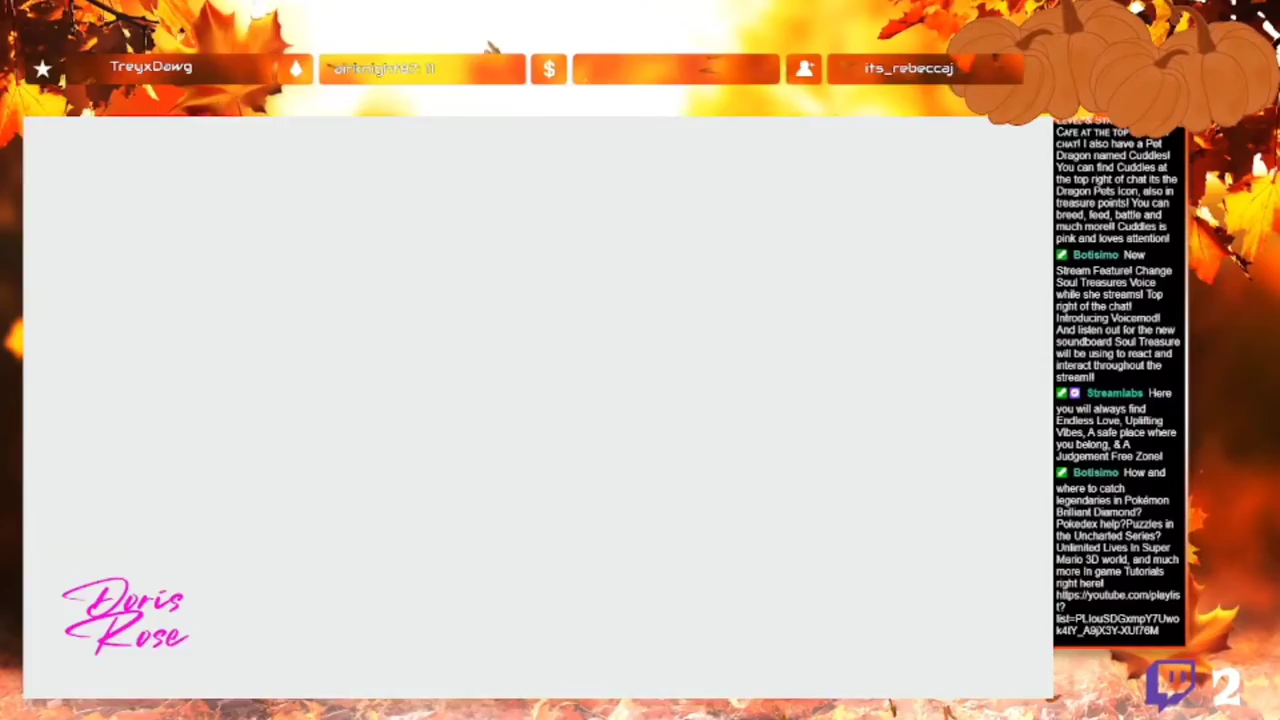 TreyxDawg
$
its_rebeccaj
CAFE AT THE TOP
CHAT! I also have a Pet
Dragon named Cuddles!
You can find Cuddles at
the top right of chat its the
Dragon Pets Icon, also in
treasure points! You can
breed, feed, battle and
much more!! Cuddles is
pink and loves attention!
Botisimo New
Stream Feature! Change
Soul Treasures Voice
while she streams! Top
right of the chat!
Introducing Voicemod!
And listen out for the new
soundboard Soul Treasure
will be using to react and
interact throughout the
stream!!
Streamlabs Here
you will always find
Endless Love, Uplifting
Vibes, A safe place where
you belong, & A
Judgement Free Zone!
Botisimo How and
where to catch
legendaries in Pokémon
Brilliant Diamond?
Pokedex help?Puzzles in
the Uncharted Series?
Unlimited Lives In Super
Mario 3D world, and much
more In game Tutorials
right here!
https://youtube.com/playlis
t?
Doris
Rose
2